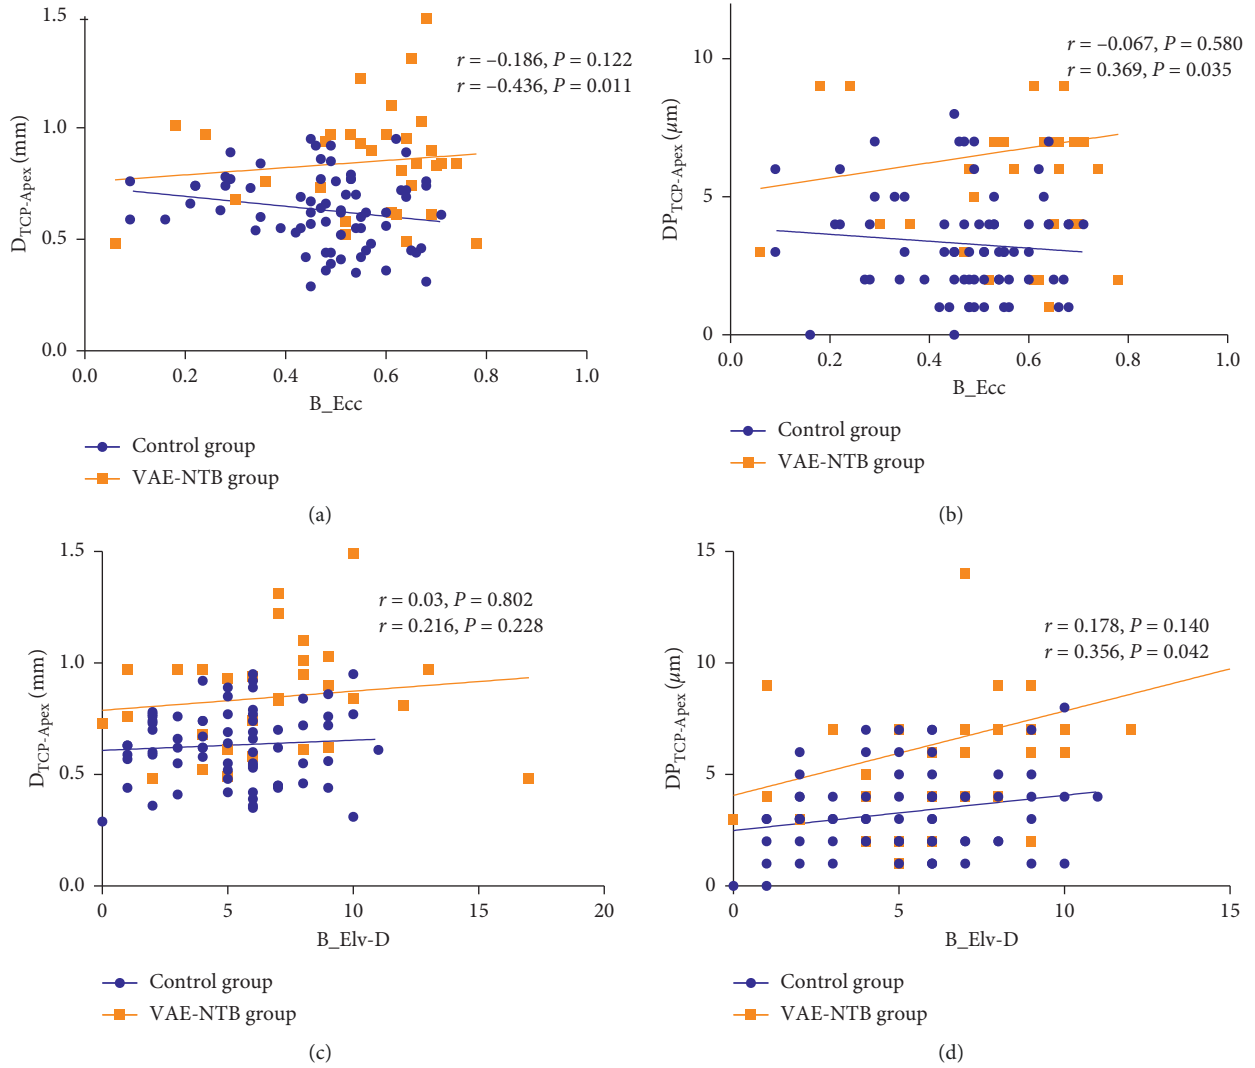 1.5
1.0
0.5
0.0
D_TCP-Apex (mm)
r = –0.186, P = 0.122
r = –0.436, P = 0.011
0.0 0.2 0.4 0.6 0.8 1.0
B_Ecc
Control group
VAE-NTB group
(a)
10
5
0
DP_TCP-Apex (μm)
r = –0.067, P = 0.580
r = 0.369, P = 0.035
0.0 0.2 0.4 0.6 0.8 1.0
B_Ecc
Control group
VAE-NTB group
(b)
1.5
1.0
0.5
0.0
D_TCP-Apex (mm)
r = 0.03, P = 0.802
r = 0.216, P = 0.228
0 5 10 15 20
B_Elv-D
Control group
VAE-NTB group
(c)
15
10
5
0
DP_TCP-Apex (μm)
r = 0.178, P = 0.140
r = 0.356, P = 0.042
0 5 10 15
B_Elv-D
Control group
VAE-NTB group
(d)